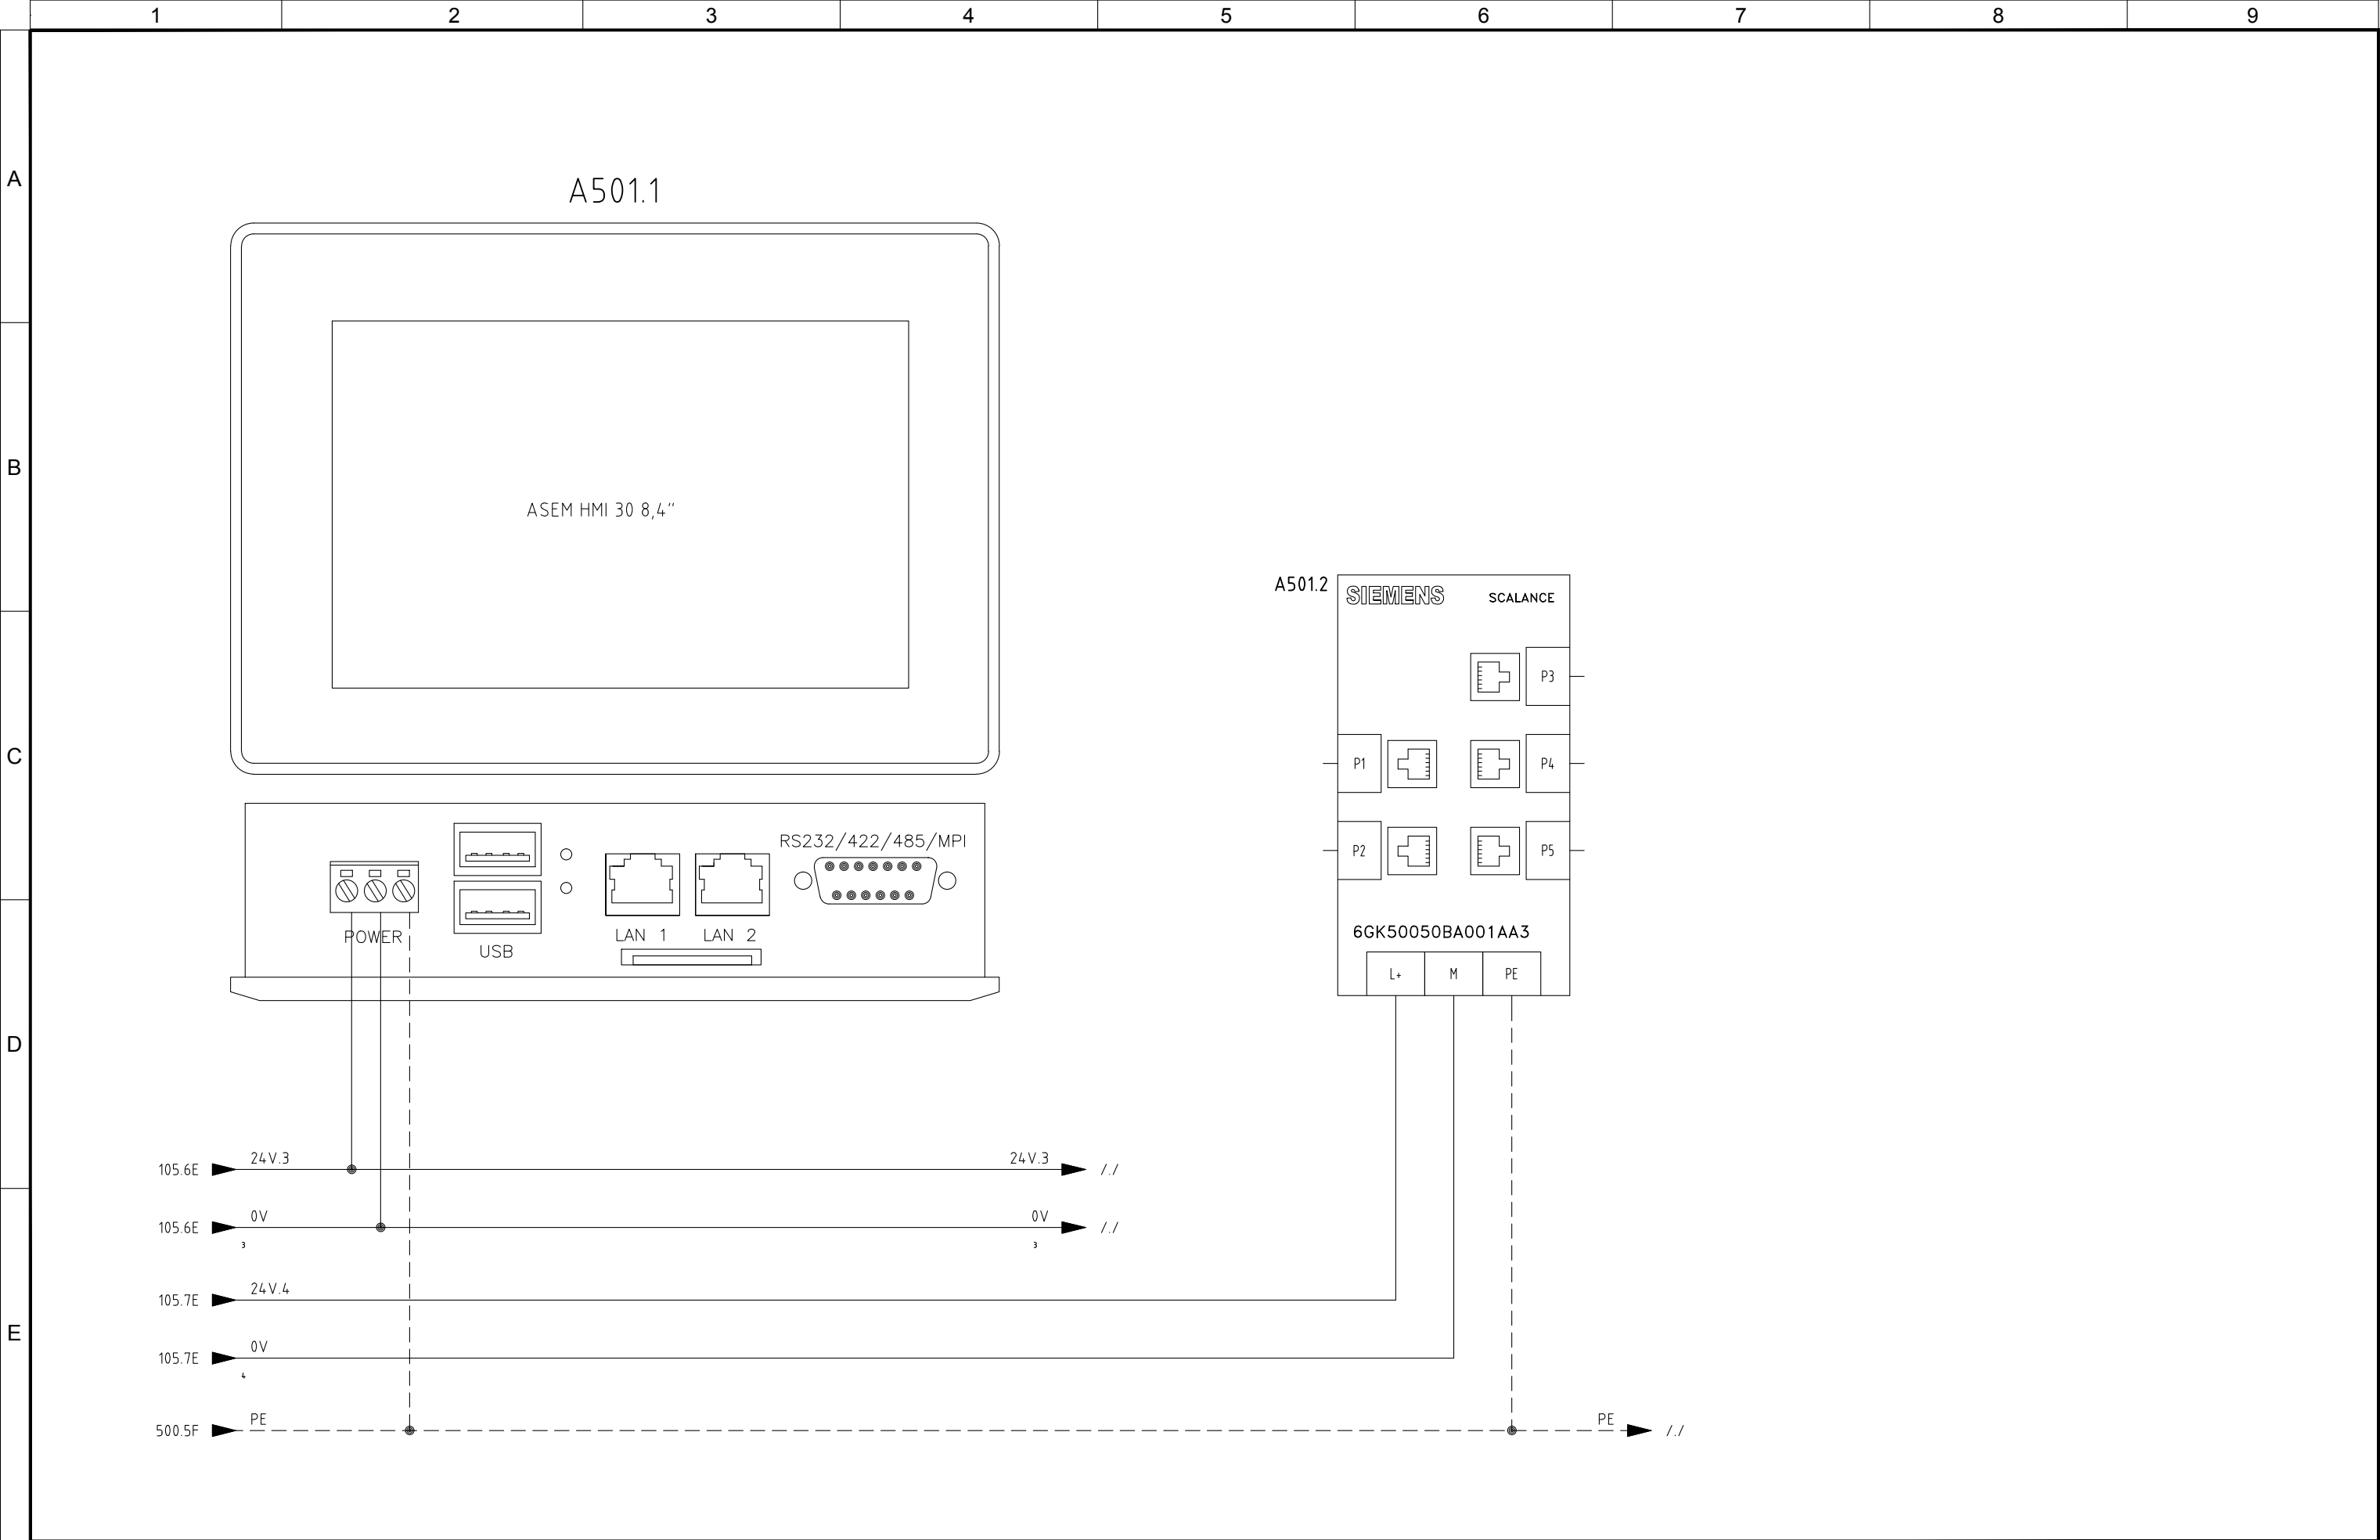 1 2 3 4 5 6 7 8 9
A
A501.1
B
ASEM HMI 30 8,4"
A501.2 SIEMENS SCALANCE
P3
C
P1 P4
RS232/422/485/MPI
P2 P5
POWER
USB
LAN 1 LAN 2
6GK50050BA001AA3
L+ M PE
D
105.6E 24V.3 24V.3 /./
105.6E 0V 0V /./
3 3
105.7E 24V.4
E
105.7E 0V
4
500.5F PE PE /./